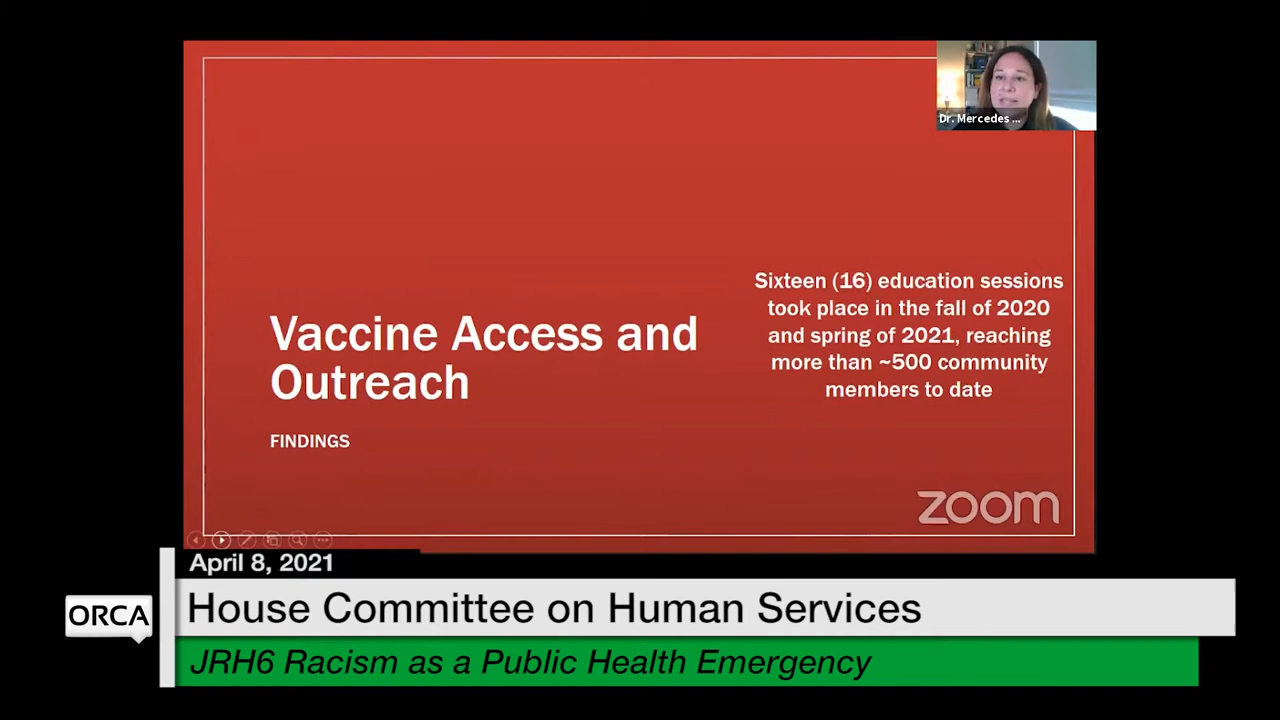 Dr. Mercedes ...
Sixteen (16) education sessions
took place in the fall of 2020
and spring of 2021, reaching
more than ~500 community
members to date
Vaccine Access and
Outreach
FINDINGS
zoom
April 8, 2021
ORCA
House Committee on Human Services
JRH6 Racism as a Public Health Emergency